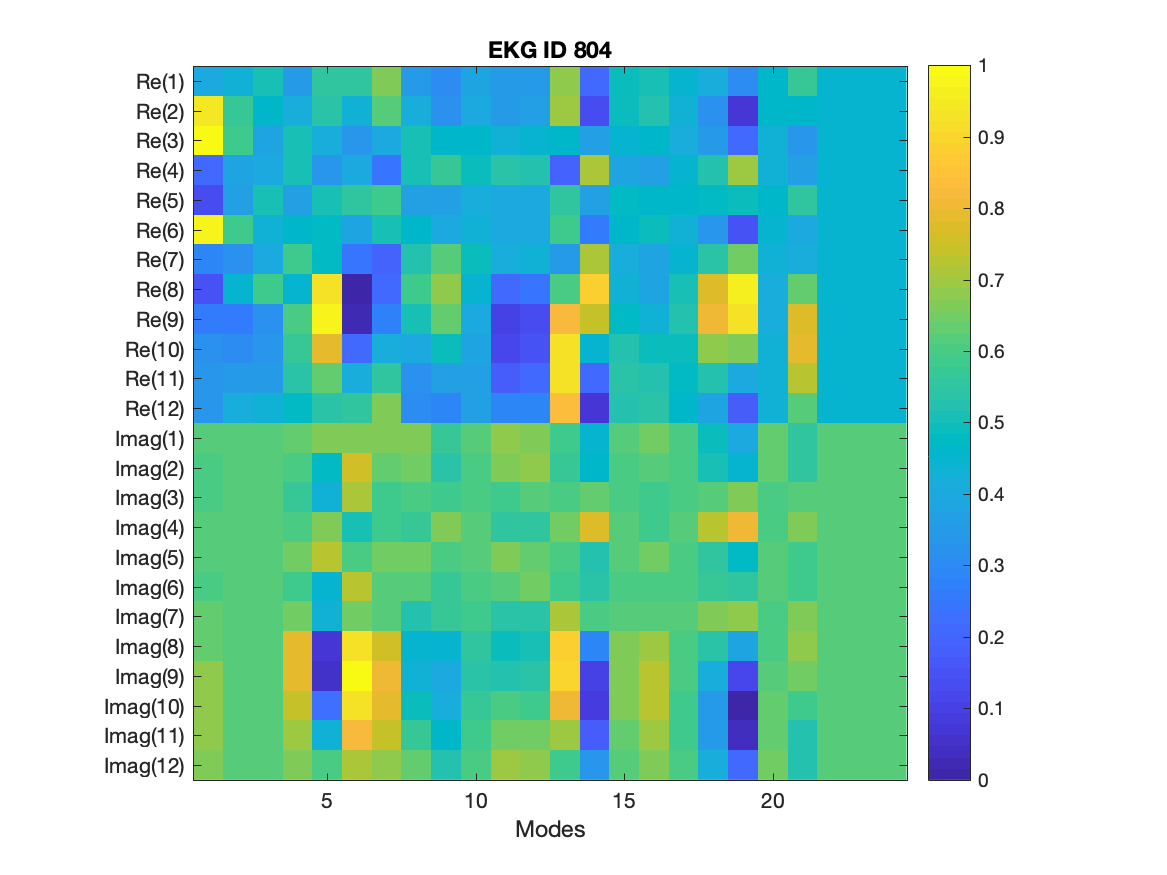 EKG ID 804
Re(1)
Re(2)
Re(3)
Re(4)
Re(5)
Re(6)
Re(7)
Re(8)
Re(9)
Re(10)
Re(11)
Re(12)
Imag(1)
Imag(2)
Imag(3)
Imag(4)
Imag(5)
Imag(6)
Imag(7)
Imag(8)
Imag(9)
Imag(10)
Imag(11)
Imag(12)
5 10 15 20
Modes
1
0.9
0.8
0.7
0.6
0.5
0.4
0.3
0.2
0.1
0